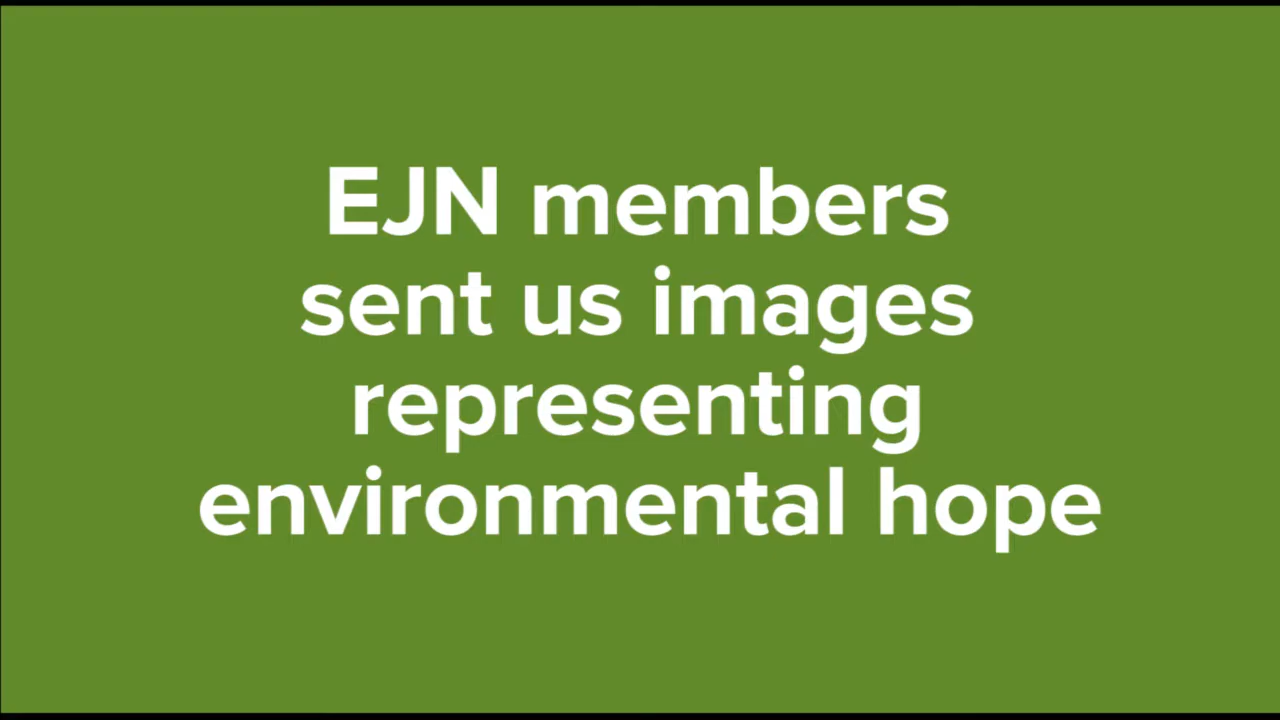 EJN members
sent us images
representing
environmental hope